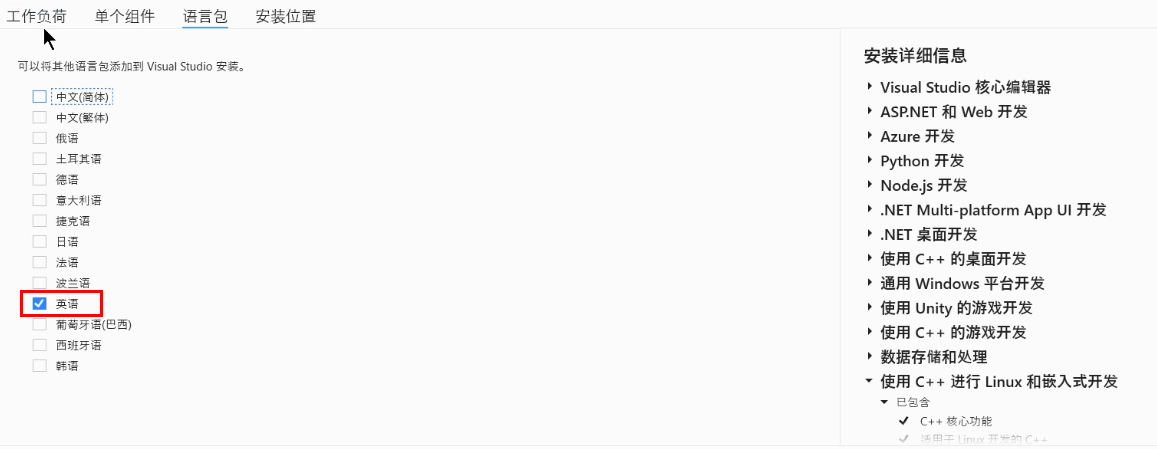 工作负荷 单个组件 语言包 安装位置
可以将其他语言包添加到 Visual Studio 安装。
中文(简体)
中文(繁体)
俄语
土耳其语
德语
意大利语
捷克语
日语
法语
波兰语
英语
葡萄牙语(巴西)
西班牙语
韩语
安装详细信息
Visual Studio 核心编辑器
ASP.NET 和 Web 开发
Azure 开发
Python 开发
Node.js 开发
.NET Multi-platform App UI 开发
.NET 桌面开发
使用 C++ 的桌面开发
通用 Windows 平台开发
使用 Unity 的游戏开发
使用 C++ 的游戏开发
数据存储和处理
使用 C++ 进行 Linux 和嵌入式开发
已包含
C++ 核心功能
适用于 Linux 开发的 C++